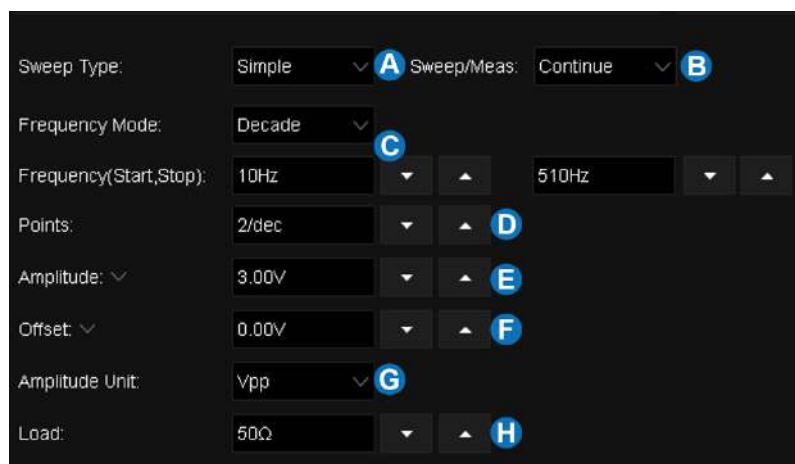 Sweep Type: Simple A Sweep/Meas: Continue B
Frequency Mode: Decade
C
Frequency(Start,Stop): 10Hz 510Hz
Points: 2/dec D
Amplitude: 3.00V E
Offset: 0.00V F
Amplitude Unit: Vpp G
Load: 50Ω H